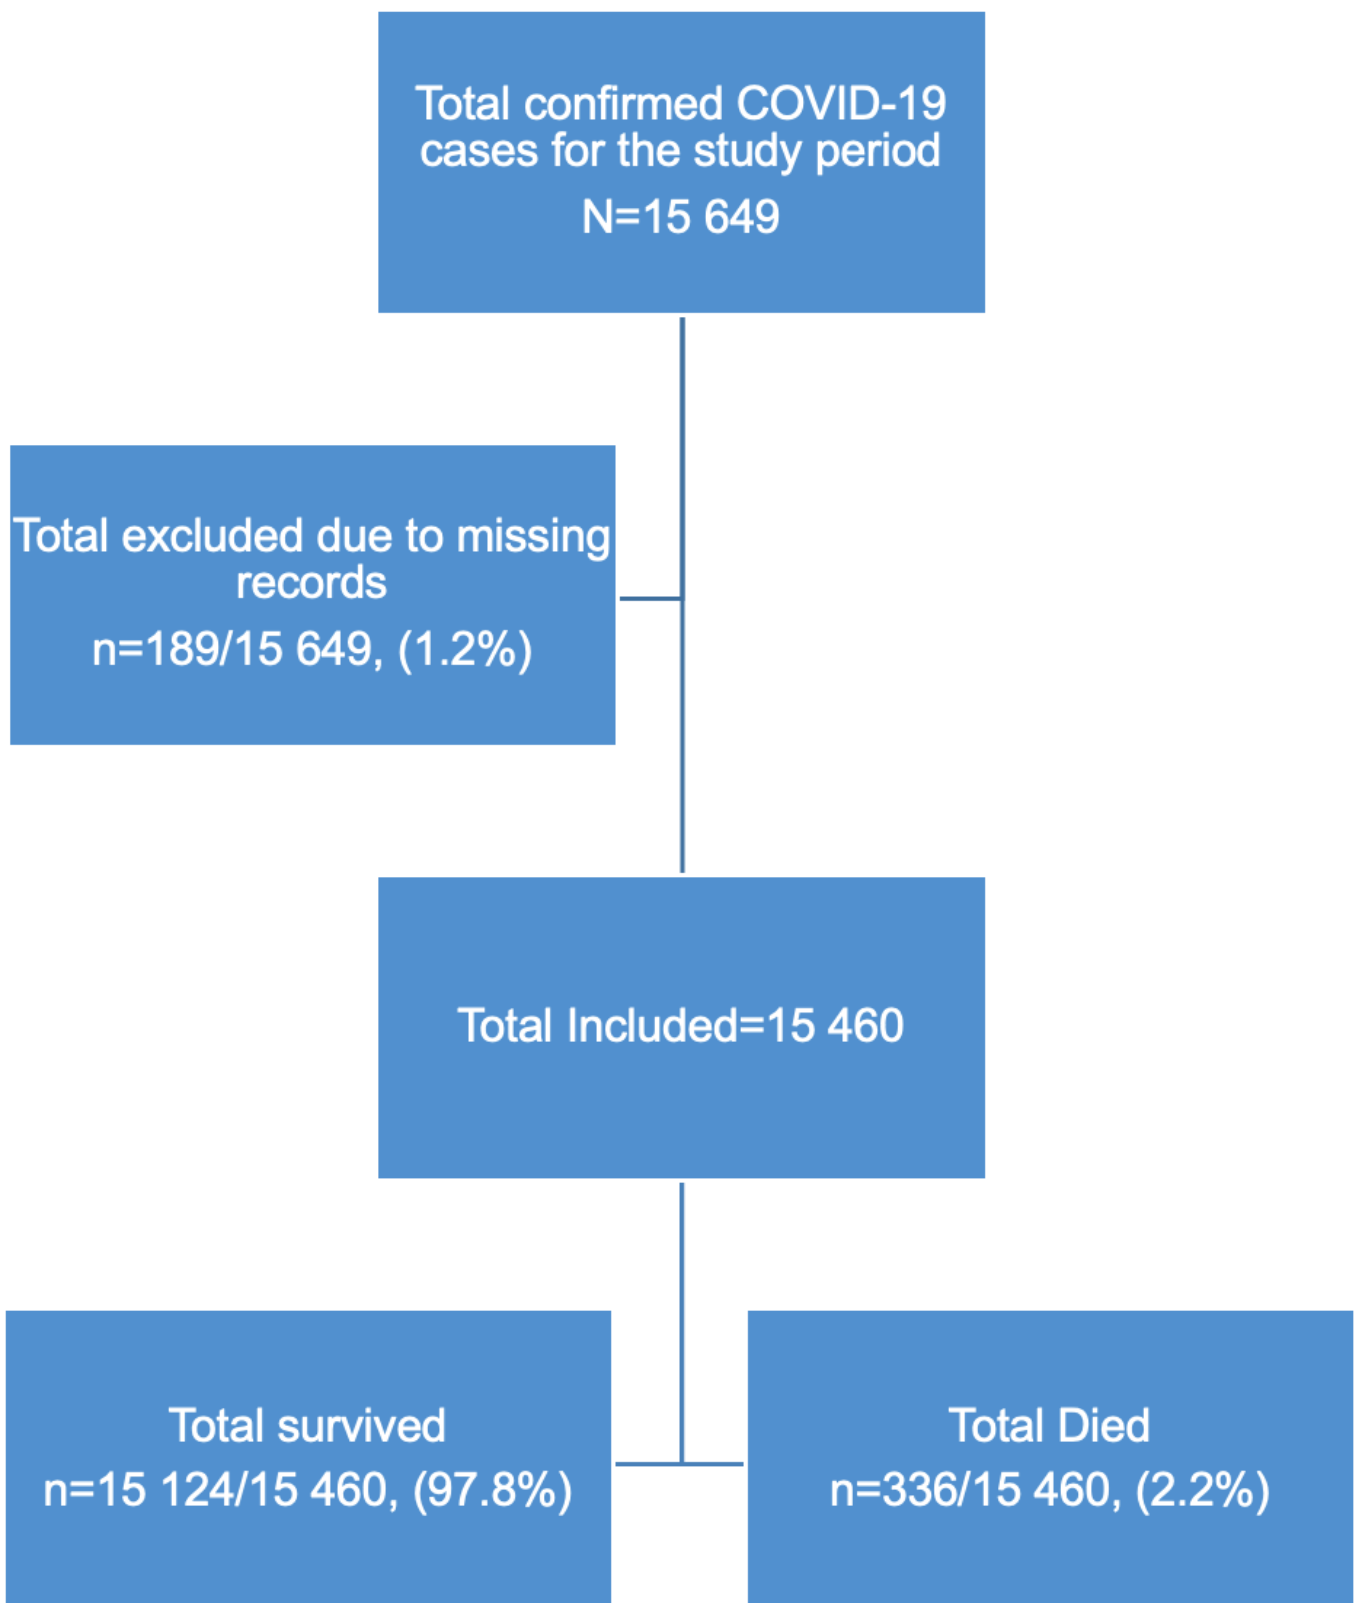 Total confirmed COVID-19
cases for the study period
N=15 649
Total excluded due to missing
records
n=189/15 649, (1.2%)
Total Included=15 460
Total survived
n=15 124/15 460, (97.8%)
Total Died
n=336/15 460, (2.2%)